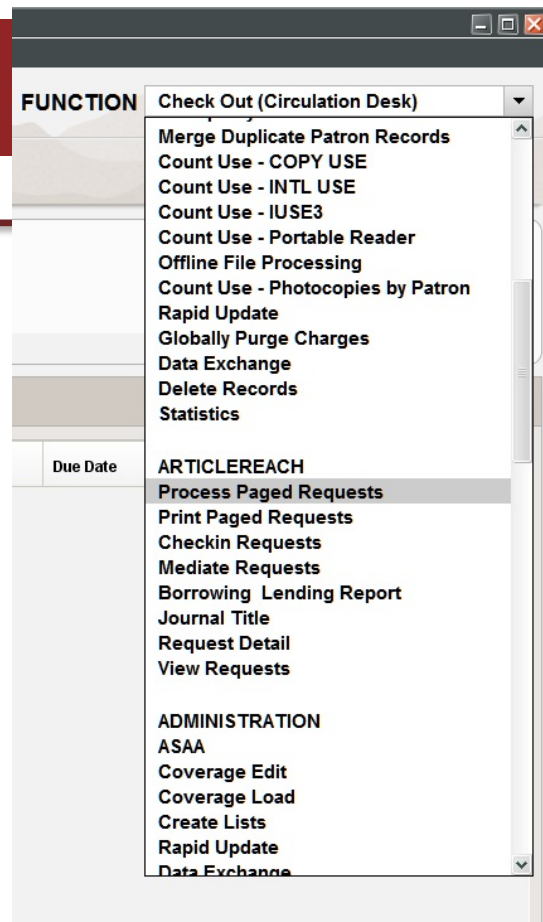 FUNCTION Check Out (Circulation Desk)
Merge Duplicate Patron Records
Count Use - COPY USE
Count Use - INTL USE
Count Use - IUSE3
Count Use - Portable Reader
Offline File Processing
Count Use - Photocopies by Patron
Rapid Update
Globally Purge Charges
Data Exchange
Delete Records
Statistics
Due Date
ARTICLEREACH
Process Paged Requests
Print Paged Requests
Checkin Requests
Mediate Requests
Borrowing  Lending Report
Journal Title
Request Detail
View Requests
ADMINISTRATION
ASAA
Coverage Edit
Coverage Load
Create Lists
Rapid Update
Data Exchange